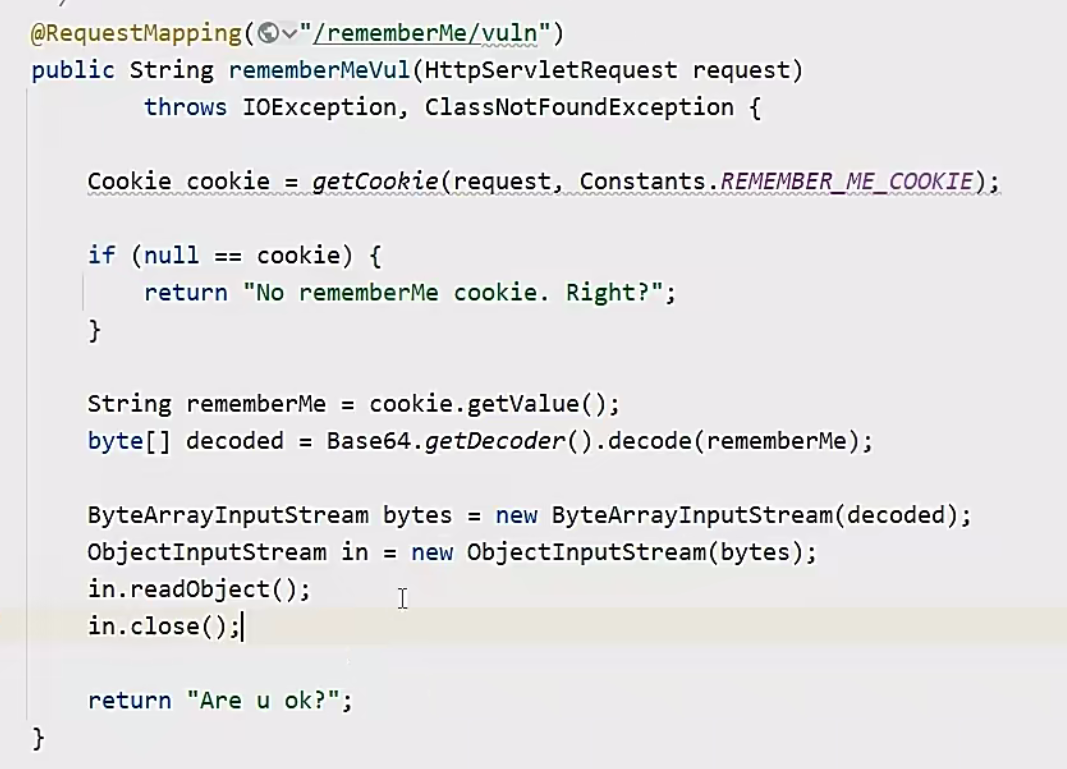 @RequestMapping("/rememberMe/vuln")
public String rememberMeVul(HttpServletRequest request)
throws IOException, ClassNotFoundException {
Cookie cookie = getCookie(request, Constants.REMEMBER_ME_COOKIE);
if (null == cookie) {
return "No rememberMe cookie. Right?";
}
String rememberMe = cookie.getValue();
byte[] decoded = Base64.getDecoder().decode(rememberMe);
ByteArrayInputStream bytes = new ByteArrayInputStream(decoded);
ObjectInputStream in = new ObjectInputStream(bytes);
in.readObject();
in.close();
return "Are u ok?";
}